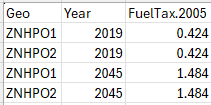 Geo Year FuelTax.2005
ZNHPO1 2019 0.424
ZNHPO2 2019 0.424
ZNHPO1 2045 1.484
ZNHPO2 2045 1.484